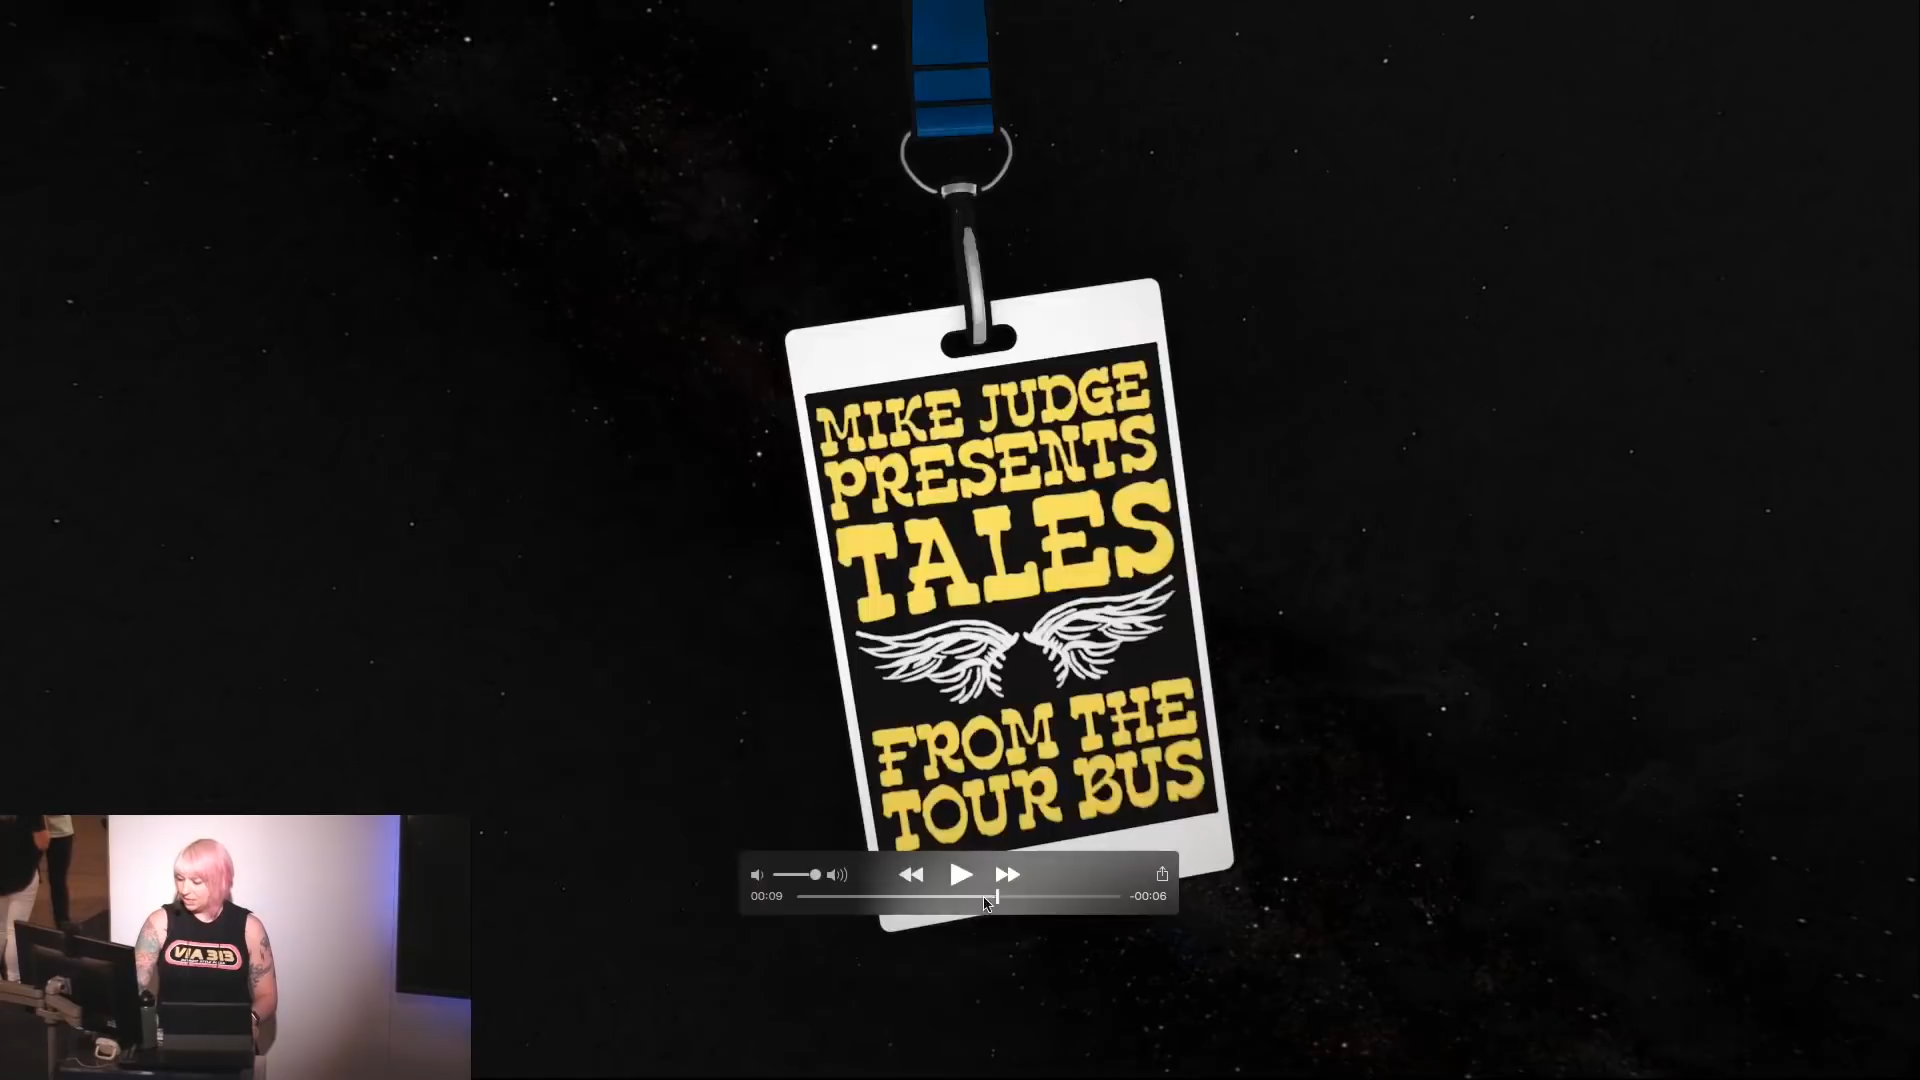 MIKE JUDGE
PRESENTS
TALES
FROM THE
TOUR BUS
00:09
-00:06
VIA 313